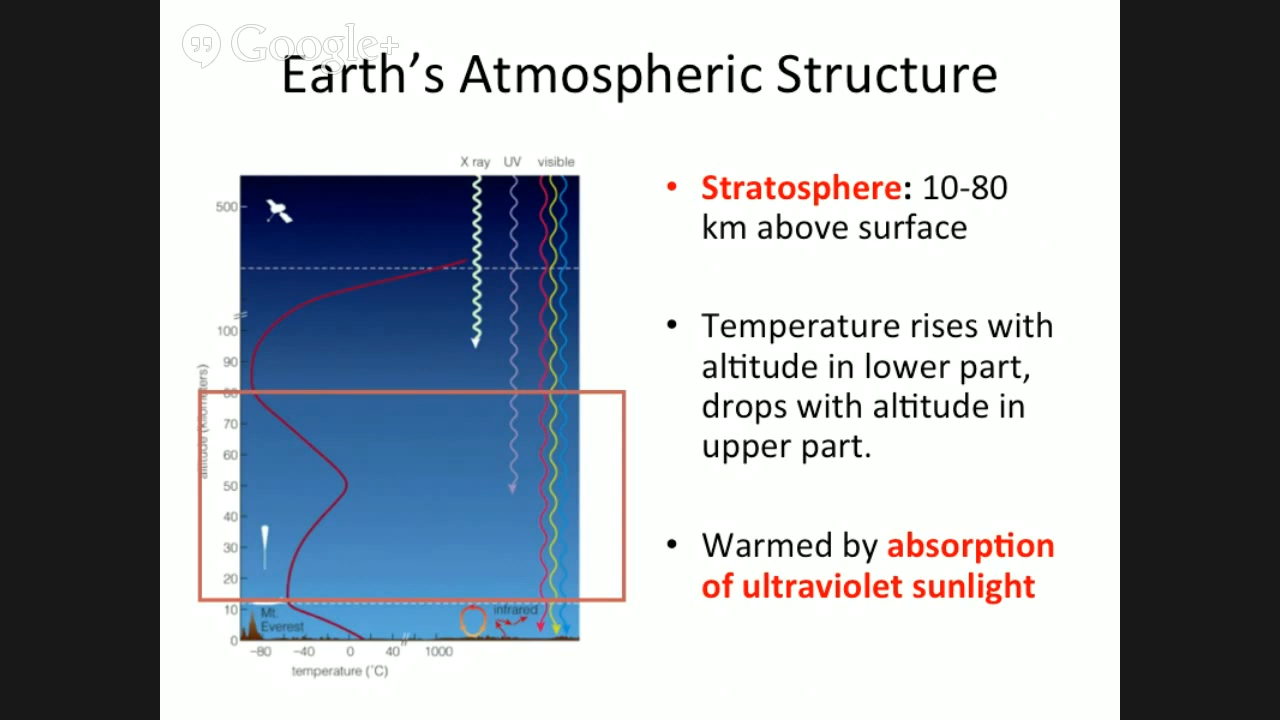 Google+
Earth's Atmospheric Structure
X ray UV visible
500
100
90
80
70
60
50
40
30
20
10
0
altitude (kilometers)
Mt.
Everest
infrared
−80 −40 0 40 1000
temperature (˚C)
• Stratosphere: 10-80
km above surface
• Temperature rises with
altitude in lower part,
drops with altitude in
upper part.
• Warmed by absorption
of ultraviolet sunlight